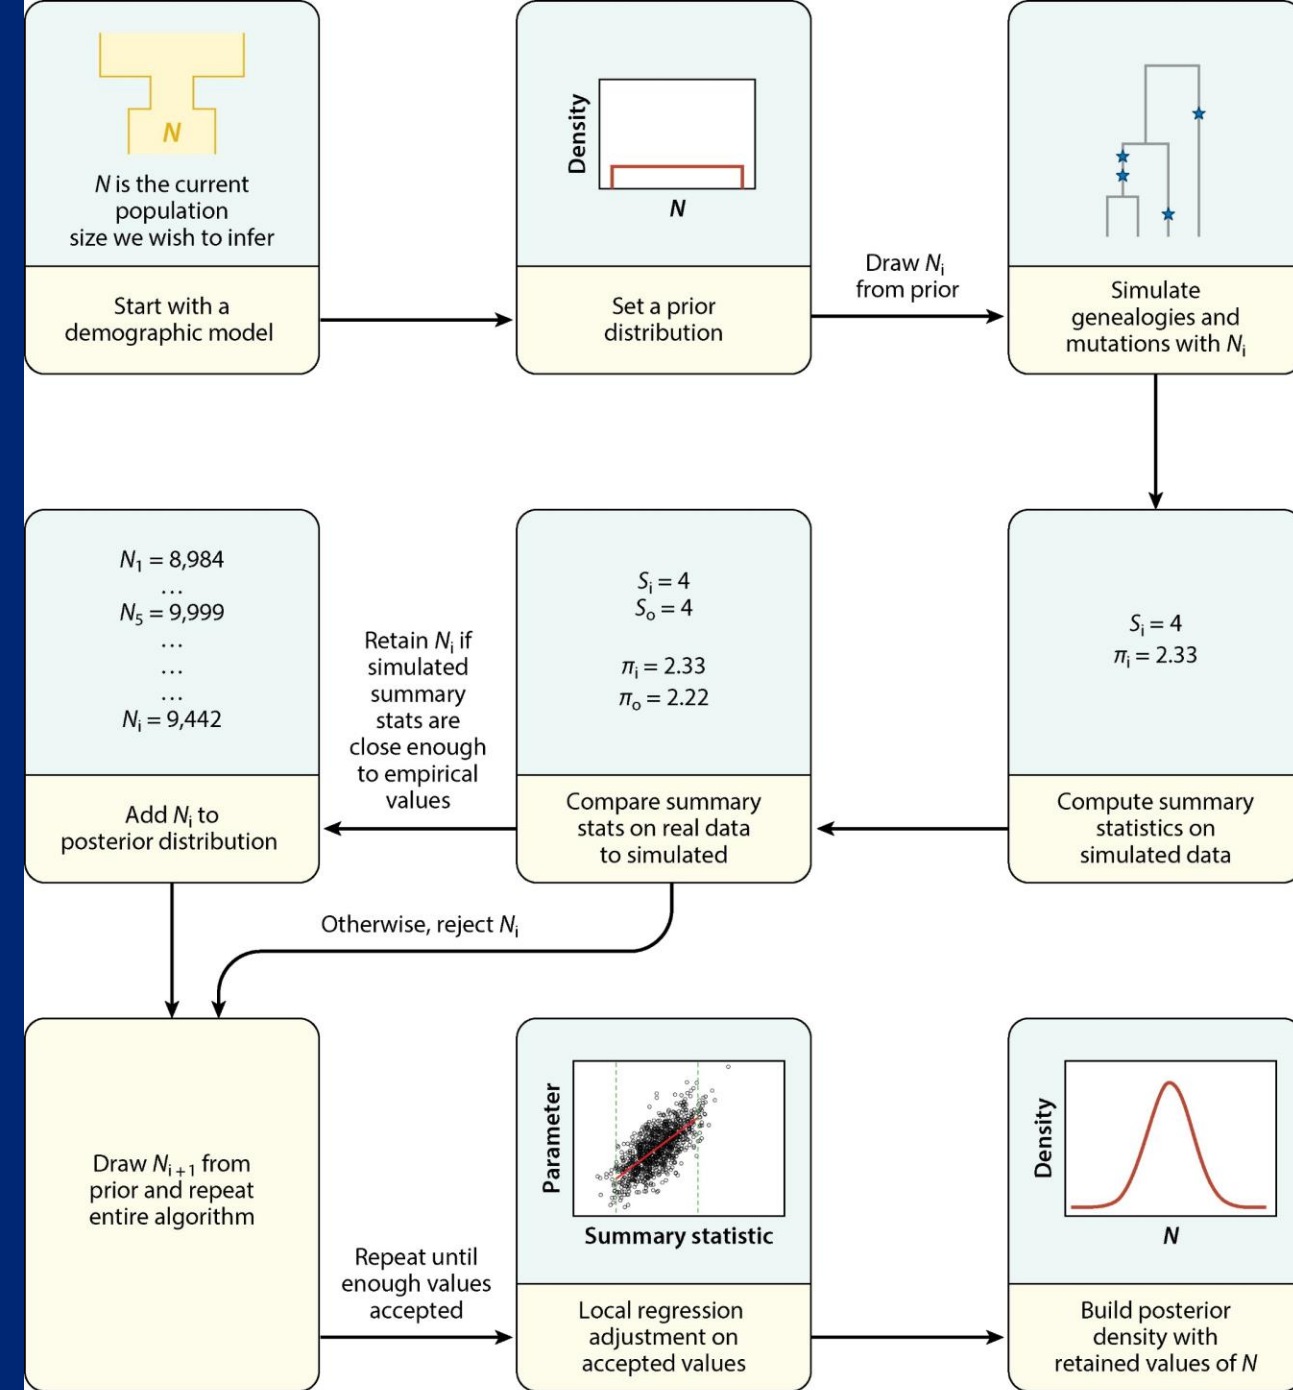 N
N is the current
population
size we wish to infer
Start with a
demographic model
Density
N
Set a prior
distribution
Draw Ni
from prior
Simulate
genealogies and
mutations with Ni
N1 = 8,984
...
N5 = 9,999
...
...
...
Ni = 9,442
Add Ni to
posterior distribution
Retain Ni if
simulated
summary
stats are
close enough
to empirical
values
Si = 4
So = 4
πi = 2.33
πo = 2.22
Compare summary
stats on real data
to simulated
Si = 4
πi = 2.33
Compute summary
statistics on
simulated data
Otherwise, reject Ni
Draw Ni+1 from
prior and repeat
entire algorithm
Repeat until
enough values
accepted
Parameter
Summary statistic
Local regression
adjustment on
accepted values
Density
N
Build posterior
density with
retained values of N